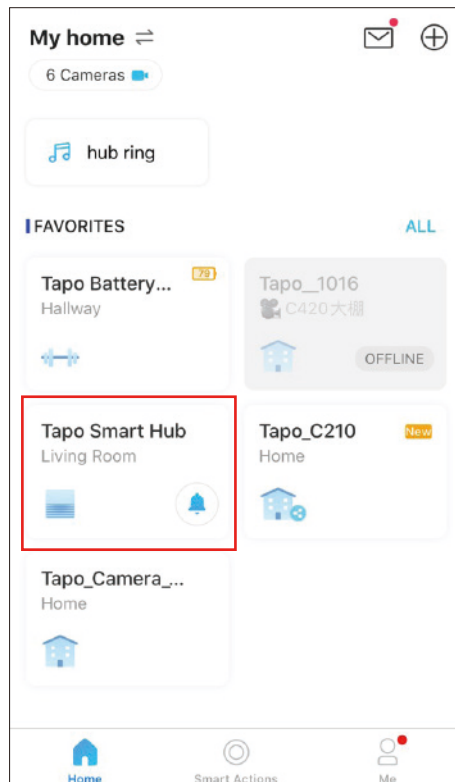 My home
6 Cameras
hub ring
FAVORITES
ALL
Tapo Battery...
79
Hallway
Tapo__1016
C420大棚
OFFLINE
Tapo Smart Hub
Living Room
Tapo_C210
New
Home
Tapo_Camera_...
Home
Home
Smart Actions
Me